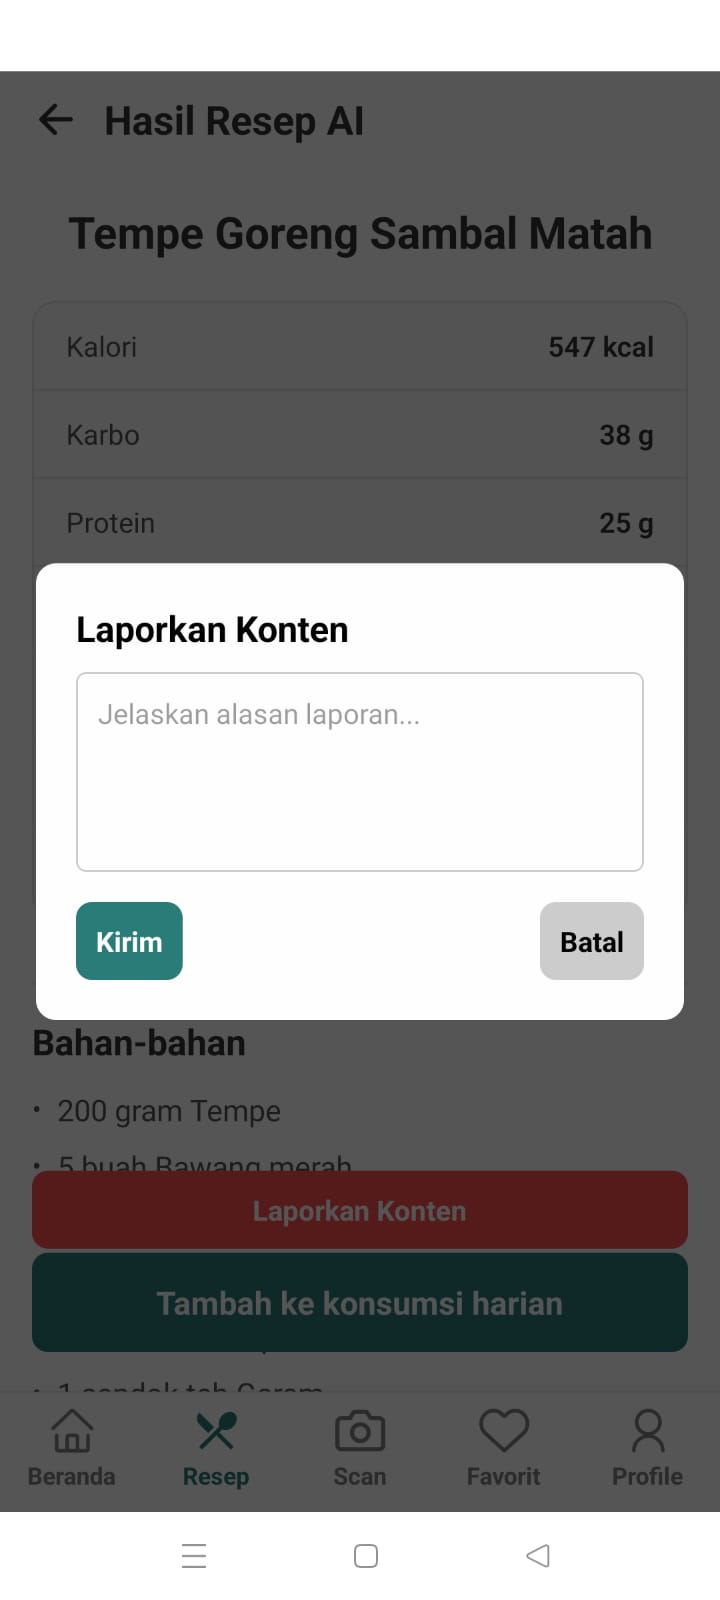 Hasil Resep AI
Tempe Goreng Sambal Matah
Kalori 547 kcal
Karbo 38 g
Protein 25 g
Laporkan Konten
Jelaskan alasan laporan...
Kirim Batal
Bahan-bahan
• 200 gram Tempe
• 5 buah Bawang merah
Laporkan Konten
Tambah ke konsumsi harian
• 1 sendok teh Garam
Beranda Resep Scan Favorit Profile